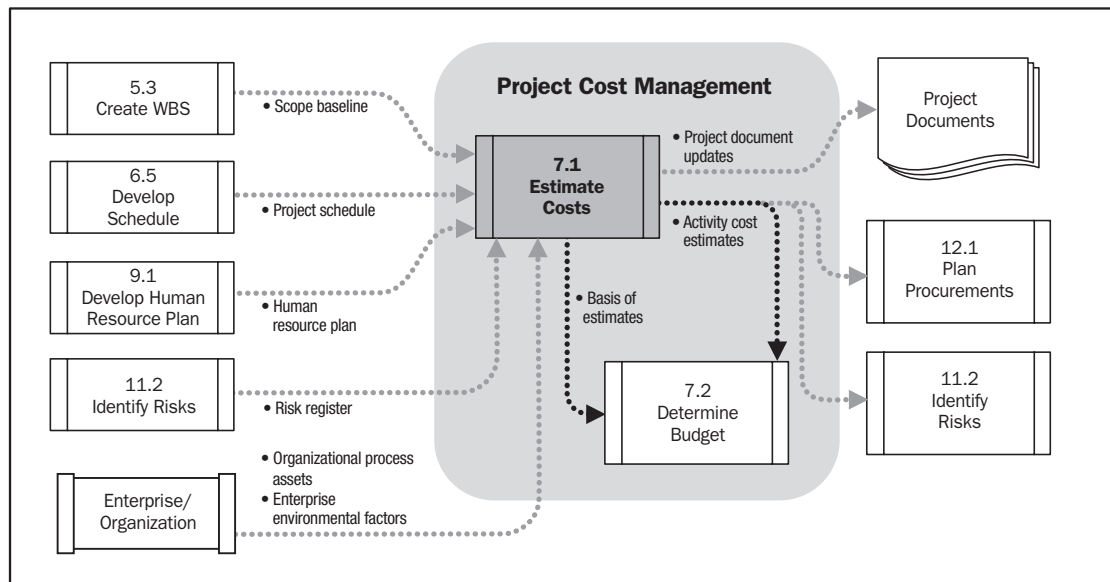 Project Cost Management
5.3
Create WBS
• Scope baseline
6.5
Develop
Schedule
• Project schedule
9.1
Develop Human
Resource Plan
• Human
resource plan
11.2
Identify Risks
• Risk register
Enterprise/
Organization
• Organizational process
assets
• Enterprise
environmental factors
7.1
Estimate
Costs
• Project document
updates
• Activity cost
estimates
• Basis of
estimates
7.2
Determine
Budget
Project
Documents
12.1
Plan
Procurements
11.2
Identify
Risks